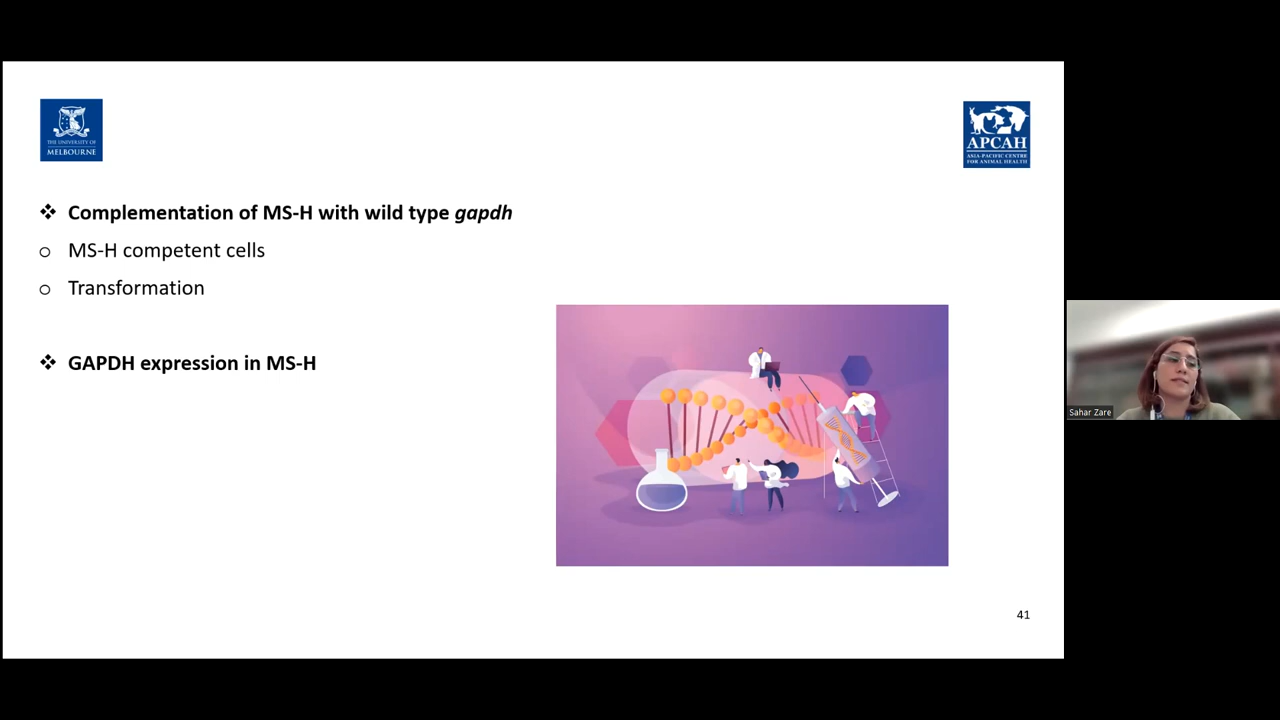 THE UNIVERSITY OF
MELBOURNE
APCAH
ASIA-PACIFIC CENTRE
FOR ANIMAL HEALTH
❖ Complementation of MS-H with wild type gapdh
o MS-H competent cells
o Transformation
❖ GAPDH expression in MS-H
Sahar Zare
41